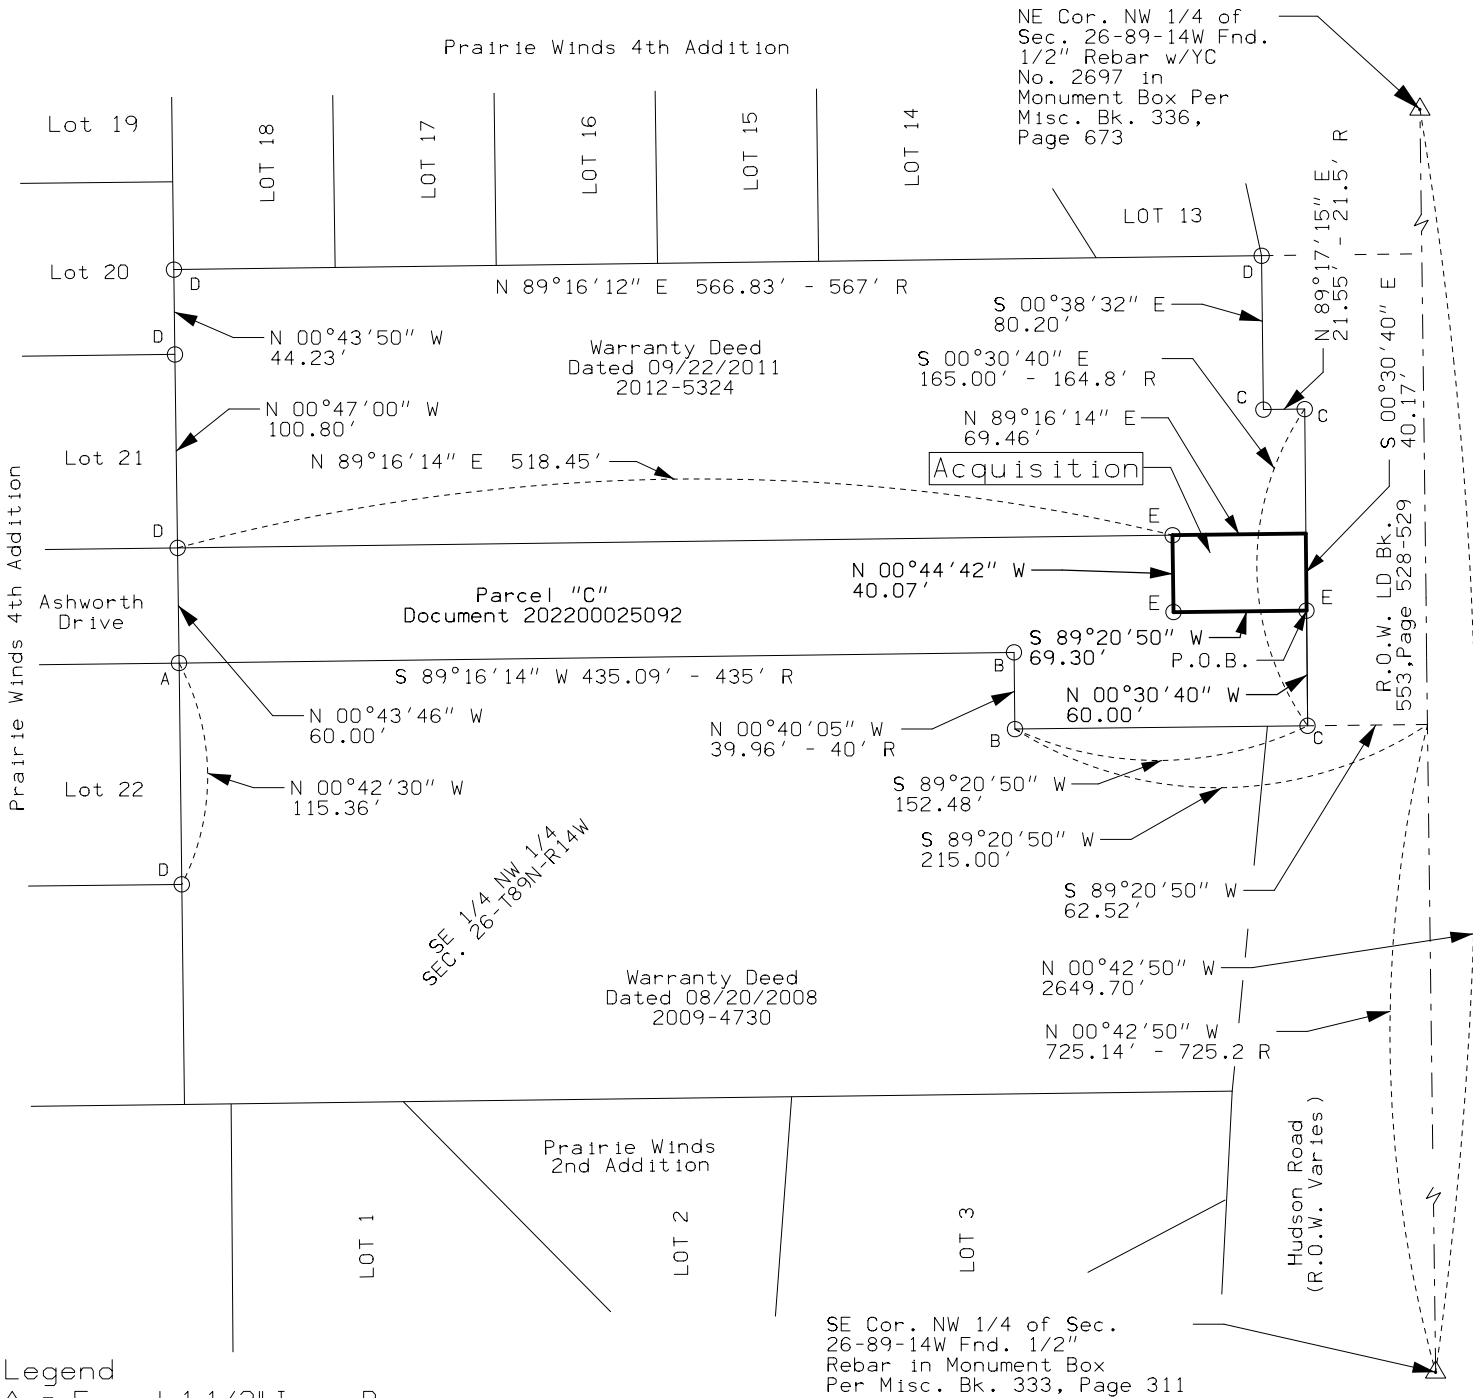 Prairie Winds 4th Addition
NE Cor. NW 1/4 of
Sec. 26-89-14W Fnd.
1/2" Rebar w/YC
No. 2697 in
Monument Box Per
Misc. Bk. 336,
Page 673
Lot 19
LOT 18
LOT 17
LOT 16
LOT 15
LOT 14
LOT 13
N 89°17'15" E
21.55' - 21.5' R
Lot 20
D
D
N 89°16'12" E 566.83' - 567' R
S 00°38'32" E
80.20'
D
N 00°43'50" W
44.23'
Warranty Deed
Dated 09/22/2011
2012-5324
S 00°30'40" E
165.00' - 164.8' R
S 00°30'40" E
40.17'
C
C
N 00°47'00" W
100.80'
N 89°16'14" E
69.46'
Lot 21
N 89°16'14" E 518.45'
Acquisition
Prairie Winds 4th Addition
D
E
R.O.W. LD Bk.
553,Page 528-529
N 00°44'42" W
40.07'
Ashworth
Drive
Parcel "C"
Document 202200025092
E
E
S 89°20'50" W
69.30'
P.O.B.
A
S 89°16'14" W 435.09' - 435' R
B
N 00°30'40" W
60.00'
N 00°43'46" W
60.00'
N 00°40'05" W
39.96' - 40' R
B
C
Lot 22
N 00°42'30" W
115.36'
S 89°20'50" W
152.48'
S 89°20'50" W
215.00'
D
SE 1/4 NW 1/4
SEC. 26-T89N-R14W
S 89°20'50" W
62.52'
Warranty Deed
Dated 08/20/2008
2009-4730
N 00°42'50" W
2649.70'
N 00°42'50" W
725.14' - 725.2 R
Prairie Winds
2nd Addition
Hudson Road
(R.O.W. Varies)
LOT 1
LOT 2
LOT 3
SE Cor. NW 1/4 of Sec.
26-89-14W Fnd. 1/2"
Rebar in Monument Box
Per Misc. Bk. 333, Page 311
Legend